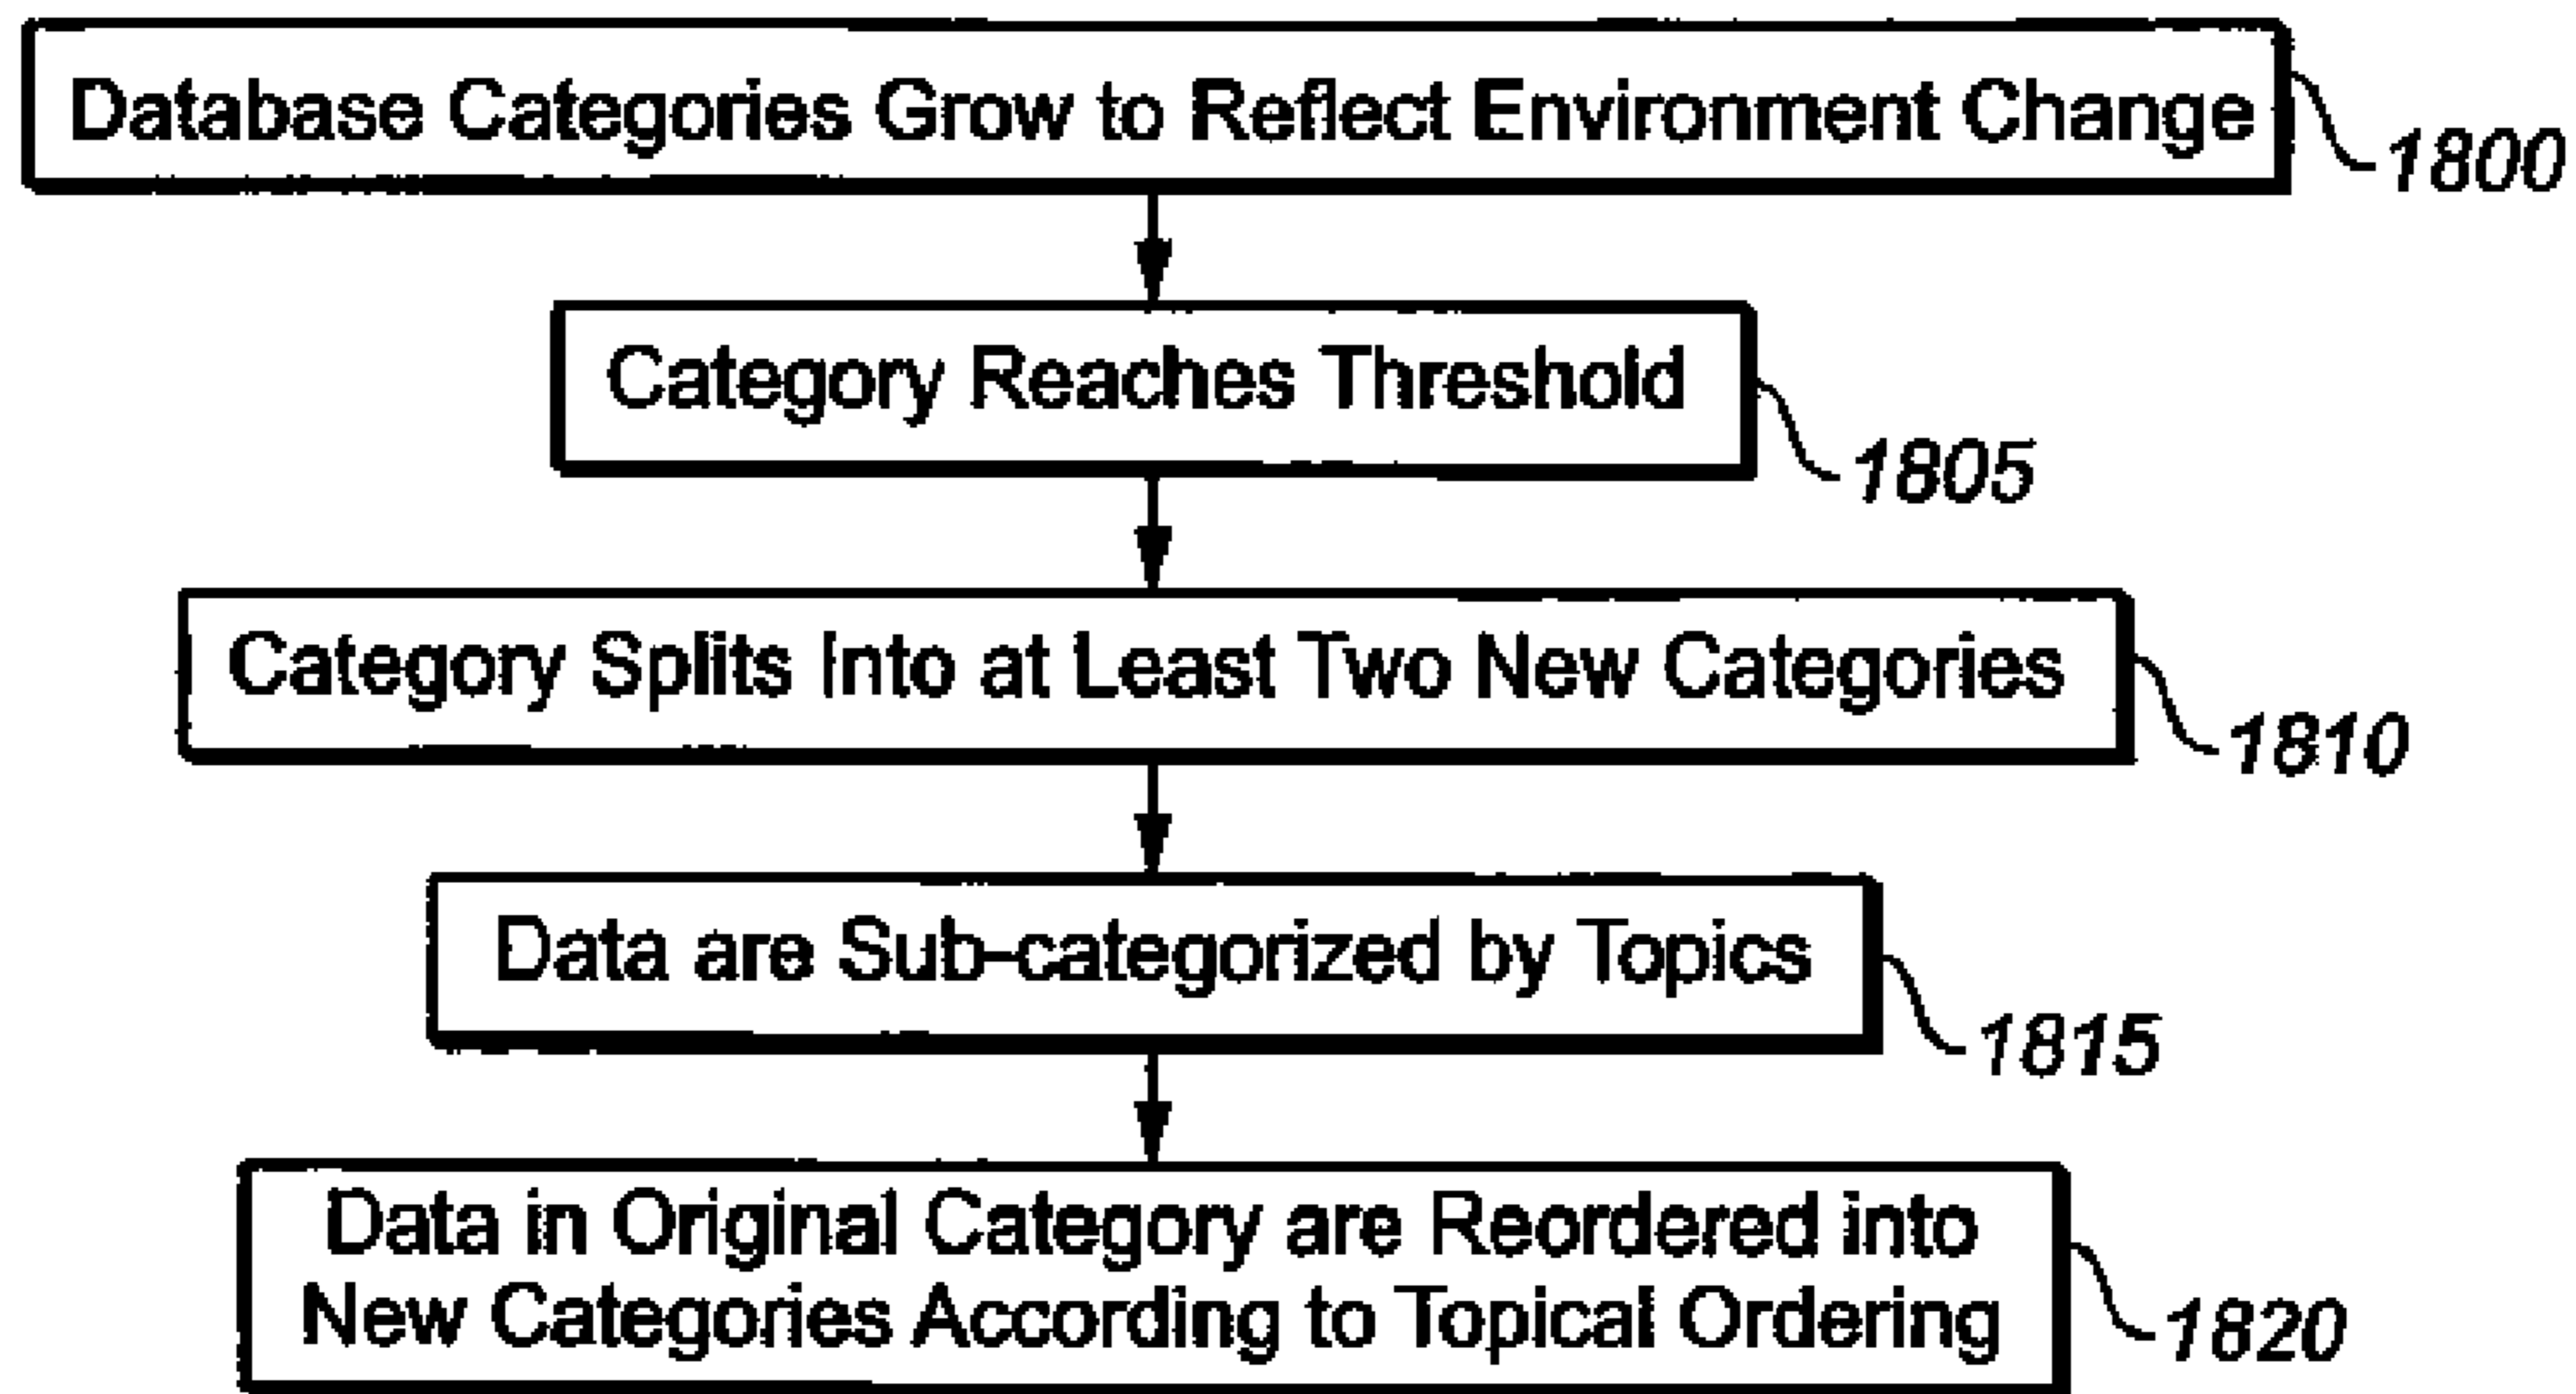 Database Categories Grow to Reflect Environment Change
1800
Category Reaches Threshold
1805
Category Splits Into at Least Two New Categories
1810
Data are Sub-categorized by Topics
1815
Data in Original Category are Reordered into
New Categories According to Topical Ordering
1820